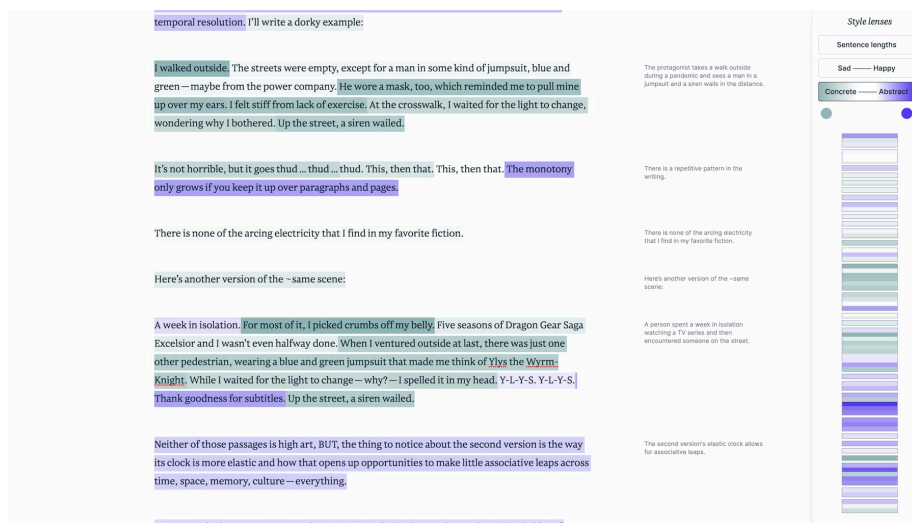 temporal resolution. I'll write a dorky example:
I walked outside. The streets were empty, except for a man in some kind of jumpsuit, blue and
green — maybe from the power company. He wore a mask, too, which reminded me to pull mine
up over my ears. I felt stiff from lack of exercise. At the crosswalk, I waited for the light to change,
wondering why I bothered. Up the street, a siren wailed.
The protagonist takes a walk outside
during a pandemic and sees a man in a
jumpsuit and a siren wails in the distance.
It's not horrible, but it goes thud ... thud ... thud. This, then that. This, then that. The monotony
only grows if you keep it up over paragraphs and pages.
There is a repetitive pattern in the
writing.
There is none of the arcing electricity that I find in my favorite fiction.
There is none of the arcing electricity
that I find in my favorite fiction.
Here's another version of the ~same scene:
Here's another version of the ~same
scene:
A week in isolation. For most of it, I picked crumbs off my belly. Five seasons of Dragon Gear Saga
Excelsior and I wasn't even halfway done. When I ventured outside at last, there was just one
other pedestrian, wearing a blue and green jumpsuit that made me think of Ylys the Wyrm-
Knight. While I waited for the light to change — why? — I spelled it in my head. Y-L-Y-S. Y-L-Y-S.
Thank goodness for subtitles. Up the street, a siren wailed.
A person spent a week in isolation
watching a TV series and then
encountered someone on the street.
Neither of those passages is high art, BUT, the thing to notice about the second version is the way
its clock is more elastic and how that opens up opportunities to make little associative leaps across
time, space, memory, culture — everything.
The second version's elastic clock allows
for associative leaps.
Style lenses
Sentence lengths
Sad —— Happy
Concrete —— Abstract